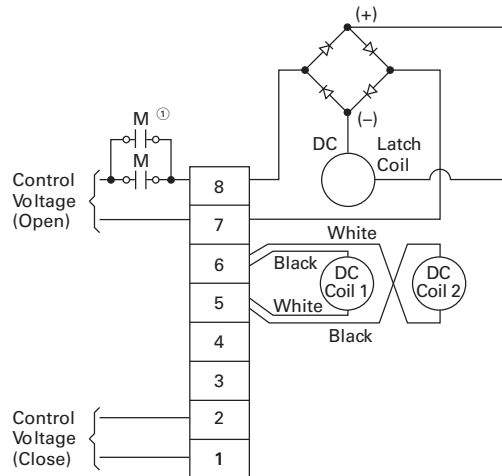 (+)
(−)
M ①
M
DC
Latch
Coil
Control
Voltage
(Open)
8
7
White
6
Black
DC
Coil 1
DC
Coil 2
5
White
Black
4
3
Control
Voltage
(Close)
2
1